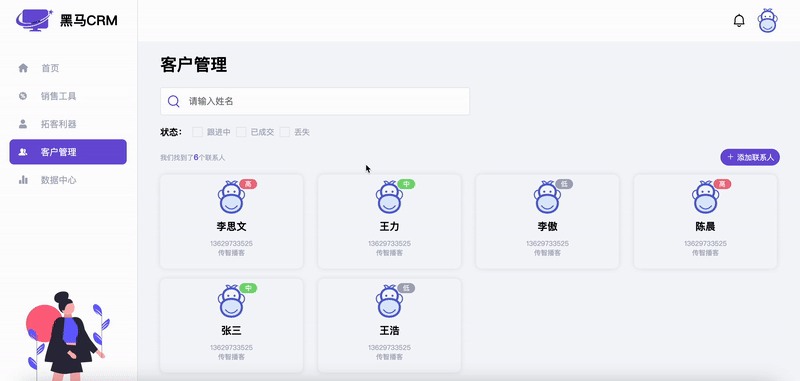 黑马CRM
首页
销售工具
拓客利器
客户管理
数据中心
客户管理
请输入姓名
状态： 跟进中 已成交 丢失
我们找到了6个联系人
+ 添加联系人
高 中 低 高
李思文 王力 李傲 陈晨
13629733525 13629733525 13629733525 13629733525
传智播客 传智播客 传智播客 传智播客
中 低
张三 王浩
13629733525 13629733525
传智播客 传智播客